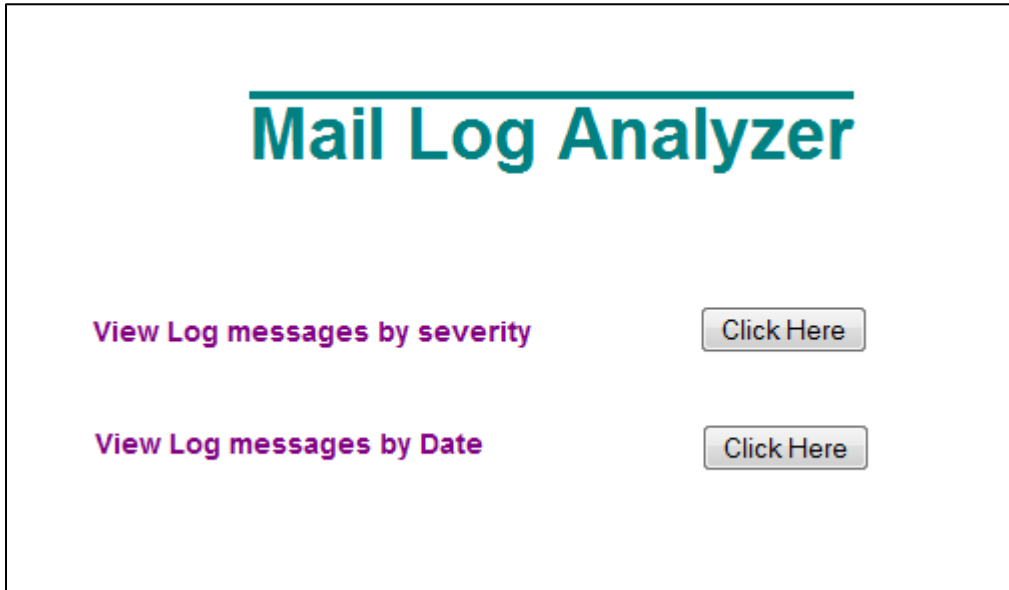 Mail Log Analyzer
View Log messages by severity Click Here
View Log messages by Date Click Here